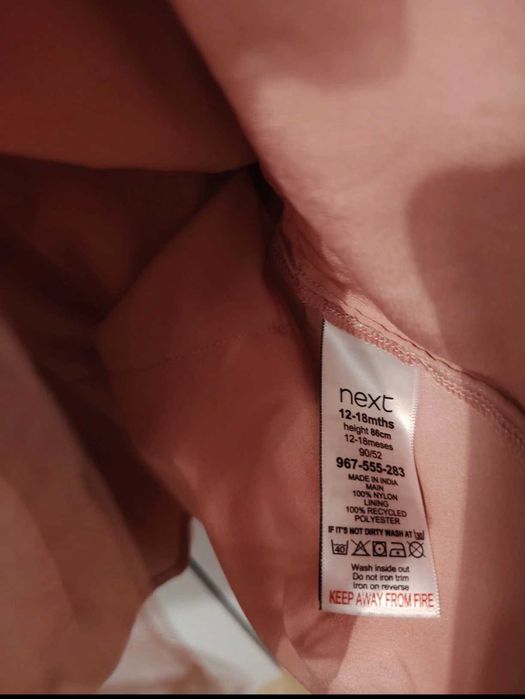 next
12-18mths
height 86cm
12-18meses
90/52
967-555-283
MADE IN INDIA
MAIN
100% NYLON
LINING
100% RECYCLED
POLYESTER
IF IT'S NOT DIRTY WASH AT 30
40
Wash inside out
Do not iron trim
Iron on reverse
KEEP AWAY FROM FIRE